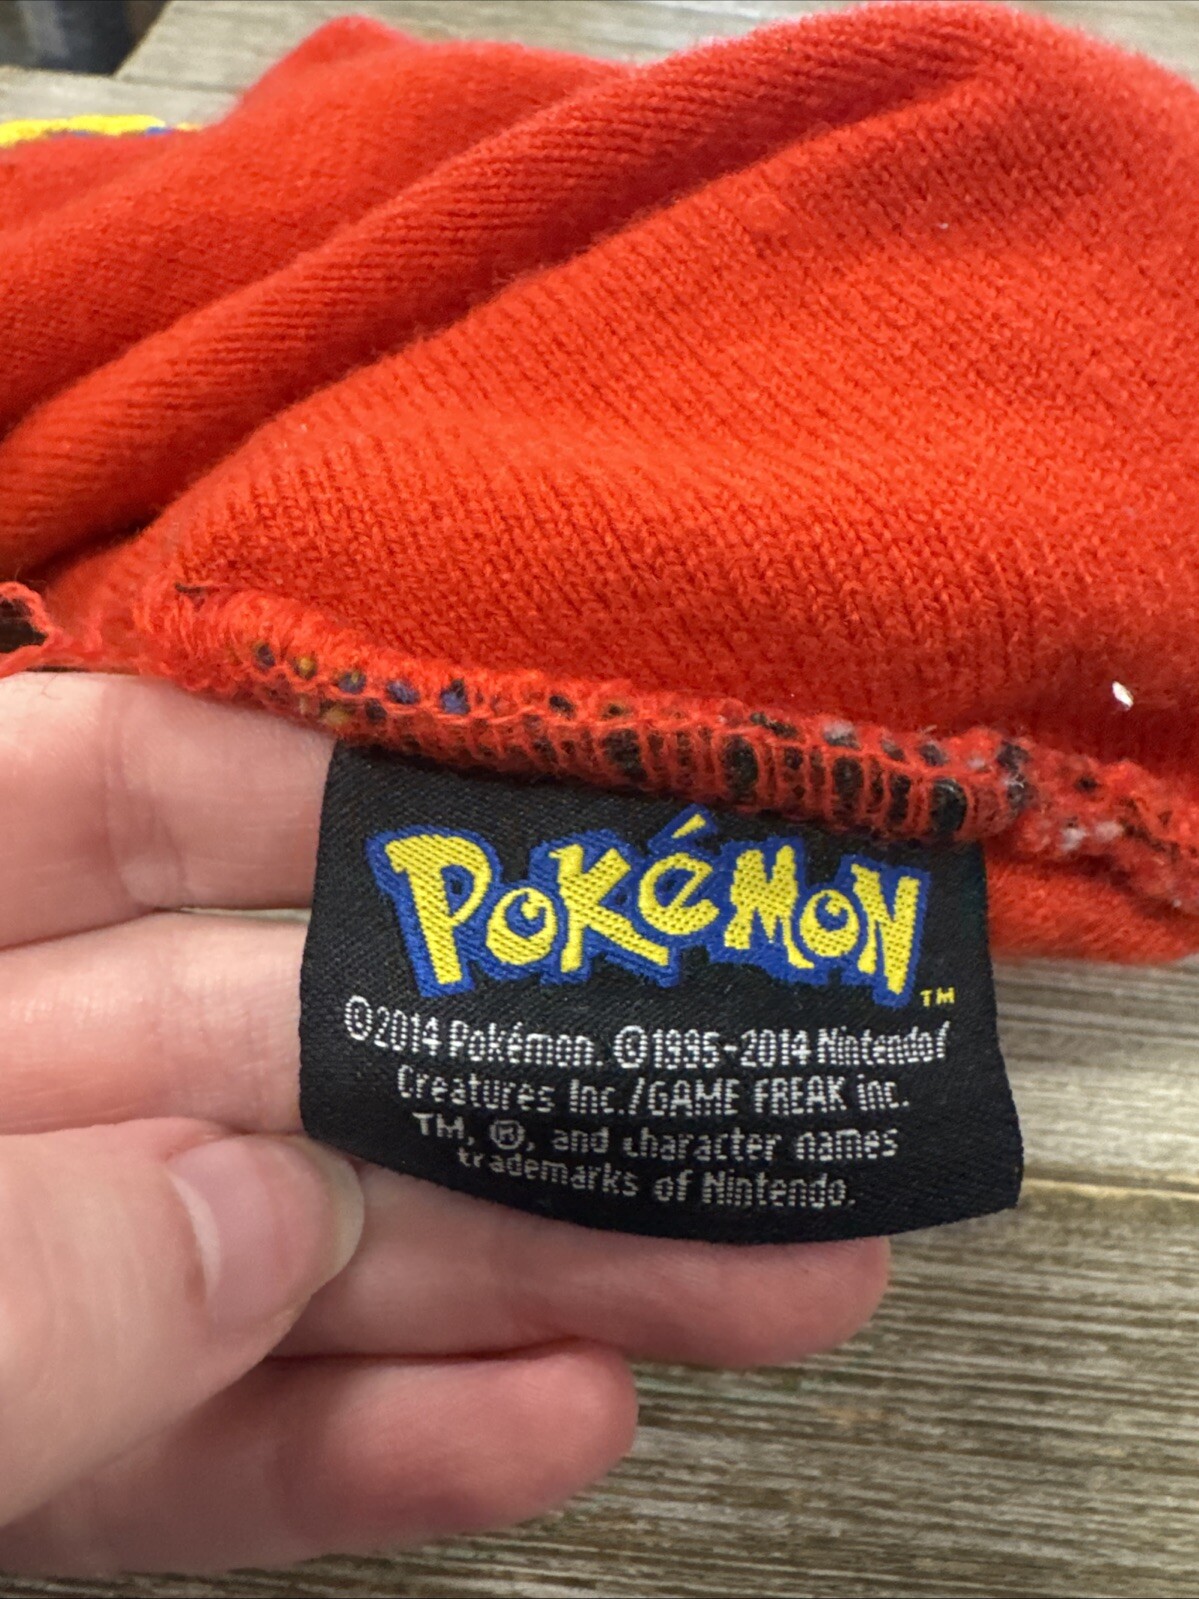 POKéMON
TM
©2014 Pokémon. ©1995-2014 Nintendo/
Creatures Inc./GAME FREAK inc.
TM, ®, and character names
trademarks of Nintendo.